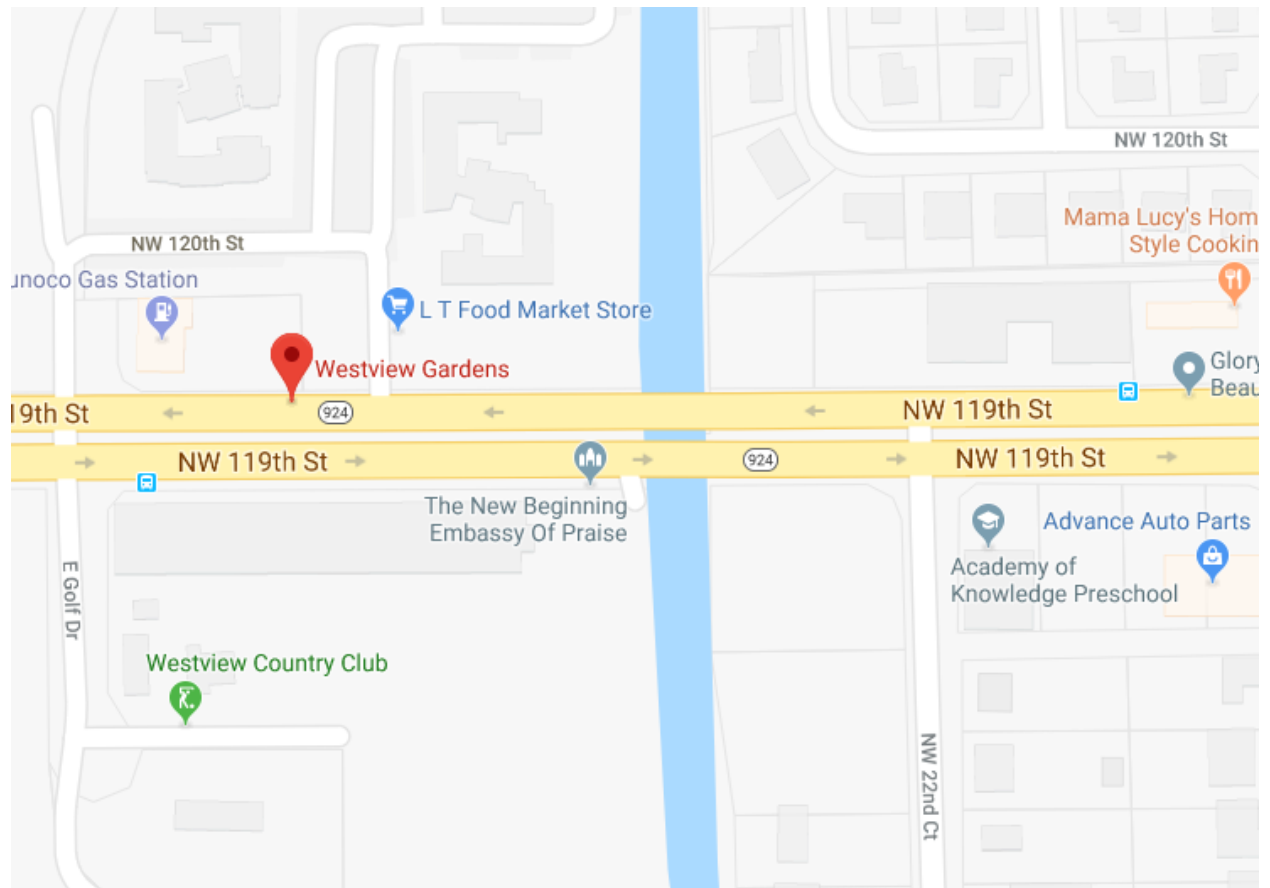 NW 120th St
Mama Lucy's Hom
Style Cookin
NW 120th St
unoco Gas Station
L T Food Market Store
Westview Gardens
Glory
Beau
19th St
924
NW 119th St
NW 119th St
924
NW 119th St
The New Beginning
Embassy Of Praise
Advance Auto Parts
Academy of
Knowledge Preschool
E Golf Dr
Westview Country Club
NW 22nd Ct